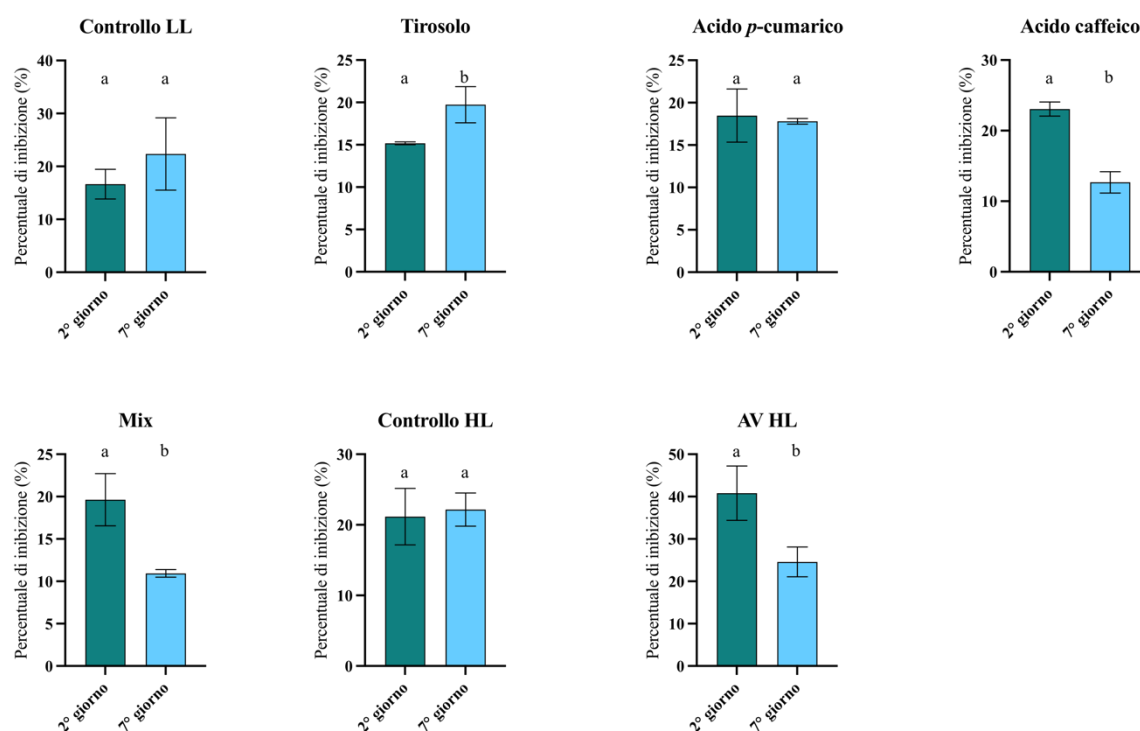 Controllo LL
Percentuale di inibizione (%)
40
30
20
10
0
a
a
2° giorno
7° giorno
Tirosolo
Percentuale di inibizione (%)
25
20
15
10
5
0
a
b
2° giorno
7° giorno
Acido p-cumarico
Percentuale di inibizione (%)
25
20
15
10
5
0
a
a
2° giorno
7° giorno
Acido caffeico
Percentuale di inibizione (%)
30
20
10
0
a
b
2° giorno
7° giorno
Mix
Percentuale di inibizione (%)
25
20
15
10
5
0
a
b
2° giorno
7° giorno
Controllo HL
Percentuale di inibizione (%)
30
20
10
0
a
a
2° giorno
7° giorno
AV HL
Percentuale di inibizione (%)
50
40
30
20
10
0
a
b
2° giorno
7° giorno